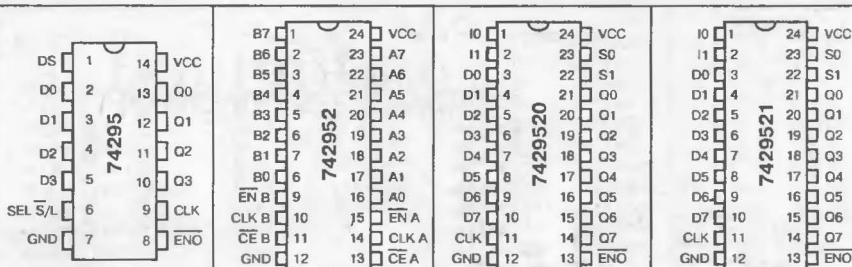 DS 1 14 VCC
D0 2 13 Q0
D1 3 12 Q1
D2 4 11 Q2
D3 5 10 Q3
SEL S̅/L 6 9 CLK
GND 7 8 E̅N̅O̅
74295
B7 1 24 VCC
B6 2 23 A7
B5 3 22 A6
B4 4 21 A5
B3 5 20 A4
B2 6 19 A3
B1 7 18 A2
B0 6 17 A1
E̅N̅ B 9 16 A0
CLK B 10 15 E̅N̅ A
C̅E̅ B 11 14 CLK A
GND 12 13 C̅E̅ A
742952
I0 1 24 VCC
I1 2 23 S0
D0 3 22 S1
D1 4 21 Q0
D2 5 20 Q1
D3 6 19 Q2
D4 7 18 Q3
D5 8 17 Q4
D6 9 16 Q5
D7 10 15 Q6
CLK 11 14 Q7
GND 12 13 E̅N̅O̅
7429520
I0 1 24 VCC
I1 2 23 S0
D0 3 22 S1
D1 4 21 Q0
D2 5 20 Q1
D3 6 19 Q2
D4 7 18 Q3
D5 8 17 Q4
D6 9 16 Q5
D7 10 15 Q6
CLK 11 14 Q7
GND 12 13 E̅N̅O̅
7429521